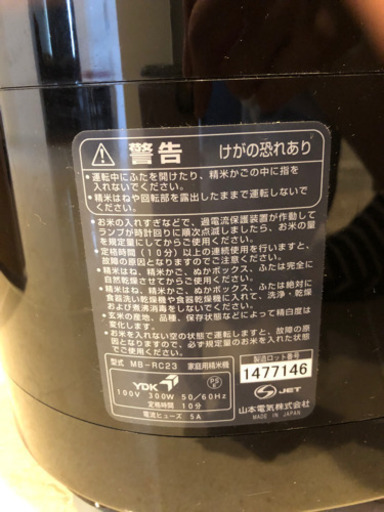 警告 けがの恐れあり
•運転中にふたを開けたり、精米かごの中に指を
入れないでください。
•精米はねや回転部を露出したままで運転しないで
ください。
•お米の入れすぎなどで、過電流保護装置が作動して
ランプが時計回りに順次点滅しましたら、お米の量
を規定量にしてからご使用ください。
•定格時間(10分)以上の連続使用を行いますと、
故障の原因となりますのでご注意ください。
•精米はね、精米かご、ぬかボックス、ふたは完全に
自然乾燥させてからご使用ください。
•精米はね、精米かご、ぬかボックス、ふたは絶対に
食器洗い乾燥機や食器乾燥機に入れて、洗浄・乾燥
および煮沸消毒をしないでください。
•玄米の産地、品種、保存状態などによって精白度は
変化します。
•お米を入れない空の状態で運転しますと、故障の原
因となりますので、必ず規定量のお米を入れてから
ご使用ください。
型式 MB-RC23 家庭用精米機
製造ロット番号
1477146
YDK
PS
E
100V 300W 50/60Hz
定格時間 10分
電流ヒューズ 5A
S JET
山本電気株式会社
MADE IN JAPAN